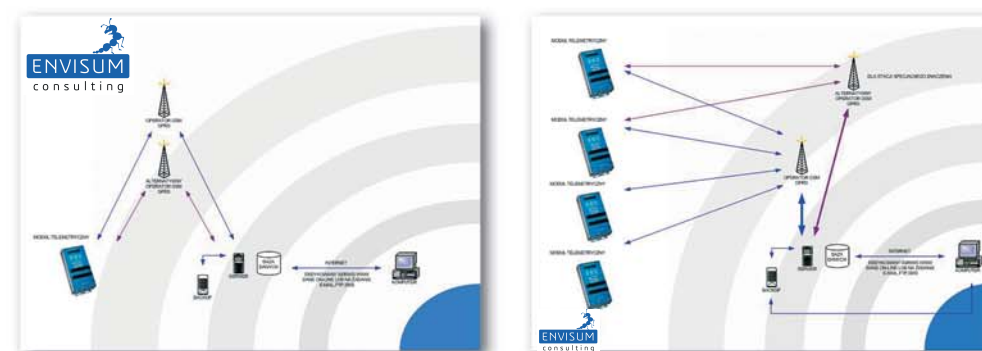 ENVISUM
consulting
OPERATOR GSM
GPRS
ALTERNATYWNY
OPERATOR GSM
GPRS
MODUŁ TELEMETRYCZNY
BACKUP
SERWER
BAZA
DANYCH
INTERNET
KOMPUTER
MODUŁ TELEMETRYCZNY
MODUŁ TELEMETRYCZNY
MODUŁ TELEMETRYCZNY
MODUŁ TELEMETRYCZNY
ALTERNATYWNY
OPERATOR GSM
GPRS
DLA STACJI SPECJALNEGO ZNACZENIA
OPERATOR GSM
GPRS
BACKUP
SERWER
BAZA
DANYCH
INTERNET
KOMPUTER
ENVISUM
consulting